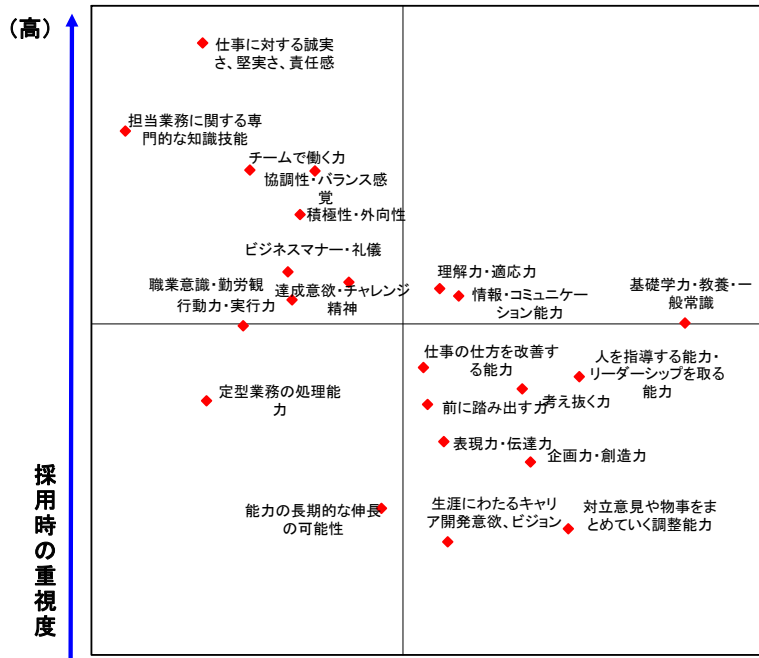 （高）
仕事に対する誠実
さ、堅実さ、責任感
担当業務に関する専
門的な知識技能
チームで働く力
協調性・バランス感
覚
積極性・外向性
ビジネスマナー・礼儀
理解力・適応力
職業意識・勤労観
達成意欲・チャレンジ
精神
行動力・実行力
情報・コミュニケー
ション能力
基礎学力・教養・一
般常識
仕事の仕方を改善す
る能力
人を指導する能力・
リーダーシップを取る
能力
定型業務の処理能
力
前に踏み出す力
考え抜く力
表現力・伝達力
企画力・創造力
能力の長期的な伸長
の可能性
生涯にわたるキャリ
ア開発意欲、ビジョン
対立意見や物事をま
とめていく調整能力
採用時の重視度